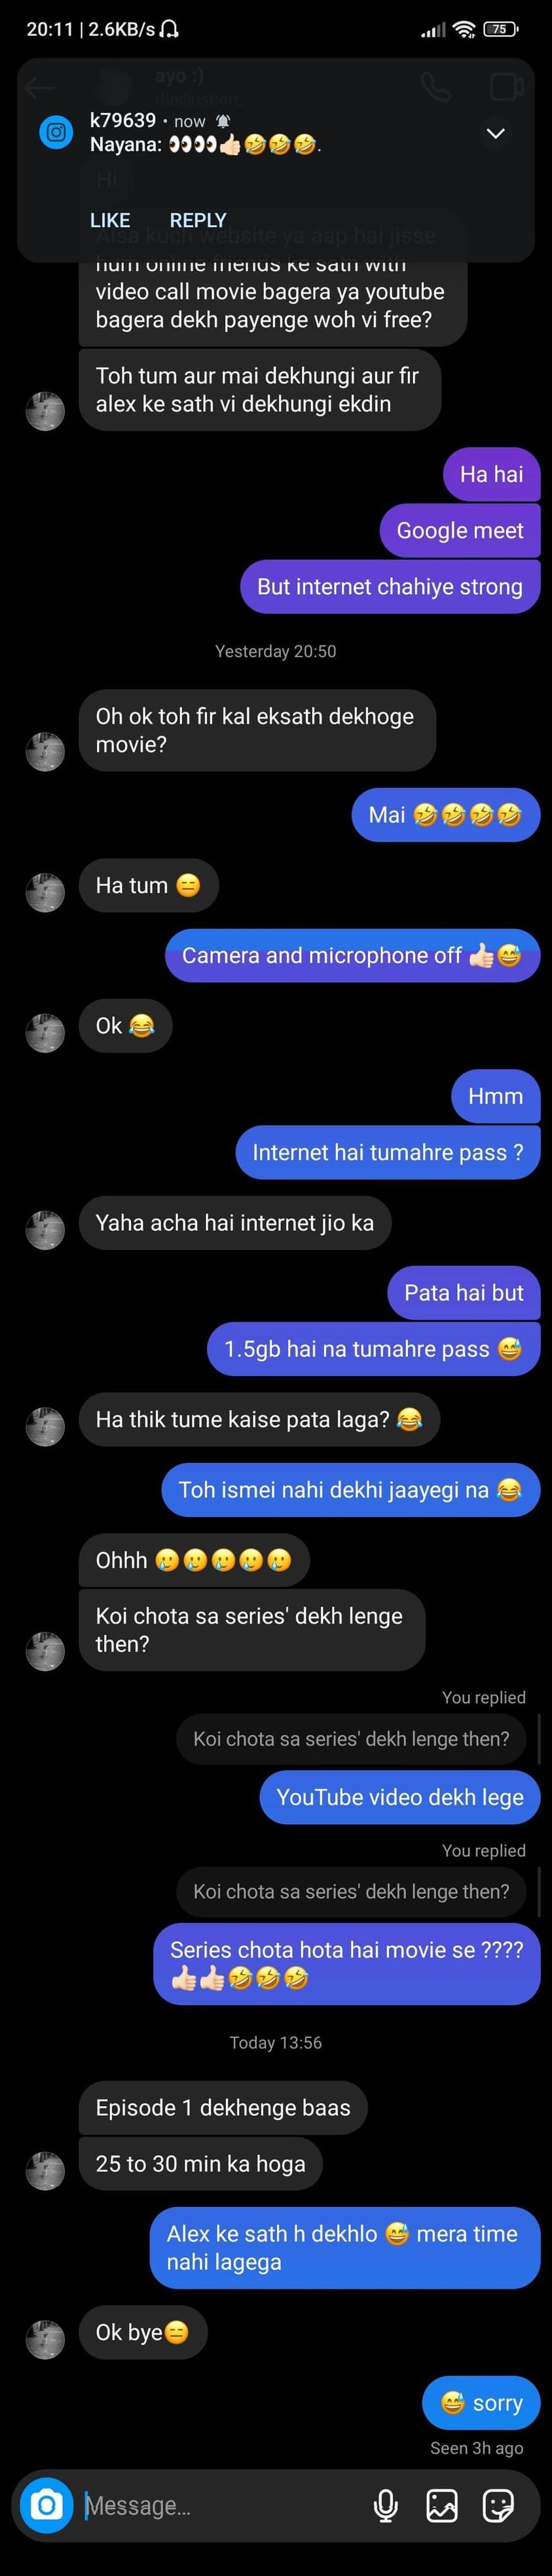 20:11 | 2.6KB/s
75
ayo :)
k79639 • now
Nayana: 👀👀👍🏻🤣🤣🤣.
Hi
LIKE REPLY
Aisa kuch website ya aap hai jisse
hum online friends ke sath with
video call movie bagera ya youtube
bagera dekh payenge woh vi free?
Toh tum aur mai dekhungi aur fir
alex ke sath vi dekhungi ekdin
Ha hai
Google meet
But internet chahiye strong
Yesterday 20:50
Oh ok toh fir kal eksath dekhoge
movie?
Mai 🤣🤣🤣🤣
Ha tum 😑
Camera and microphone off 👍🏻😅
Ok 😂
Hmm
Internet hai tumahre pass ?
Yaha acha hai internet jio ka
Pata hai but
1.5gb hai na tumahre pass 😅
Ha thik tume kaise pata laga? 😂
Toh ismei nahi dekhi jaayegi na 😂
Ohhh 🥲🥲🥲🥲🥲
Koi chota sa series' dekh lenge
then?
You replied
Koi chota sa series' dekh lenge then?
YouTube video dekh lege
You replied
Koi chota sa series' dekh lenge then?
Series chota hota hai movie se ????
👍🏻👍🏻🤣🤣🤣
Today 13:56
Episode 1 dekhenge baas
25 to 30 min ka hoga
Alex ke sath h dekhlo 😅 mera time
nahi lagega
Ok bye😑
😅 sorry
Seen 3h ago
Message...